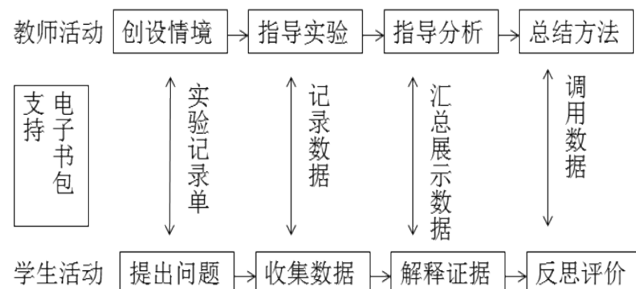 教师活动 创设情境 指导实验 指导分析 总结方法
电子书包
支持
实验记录单
记录数据
汇总展示数据
调用数据
学生活动 提出问题 收集数据 解释证据 反思评价